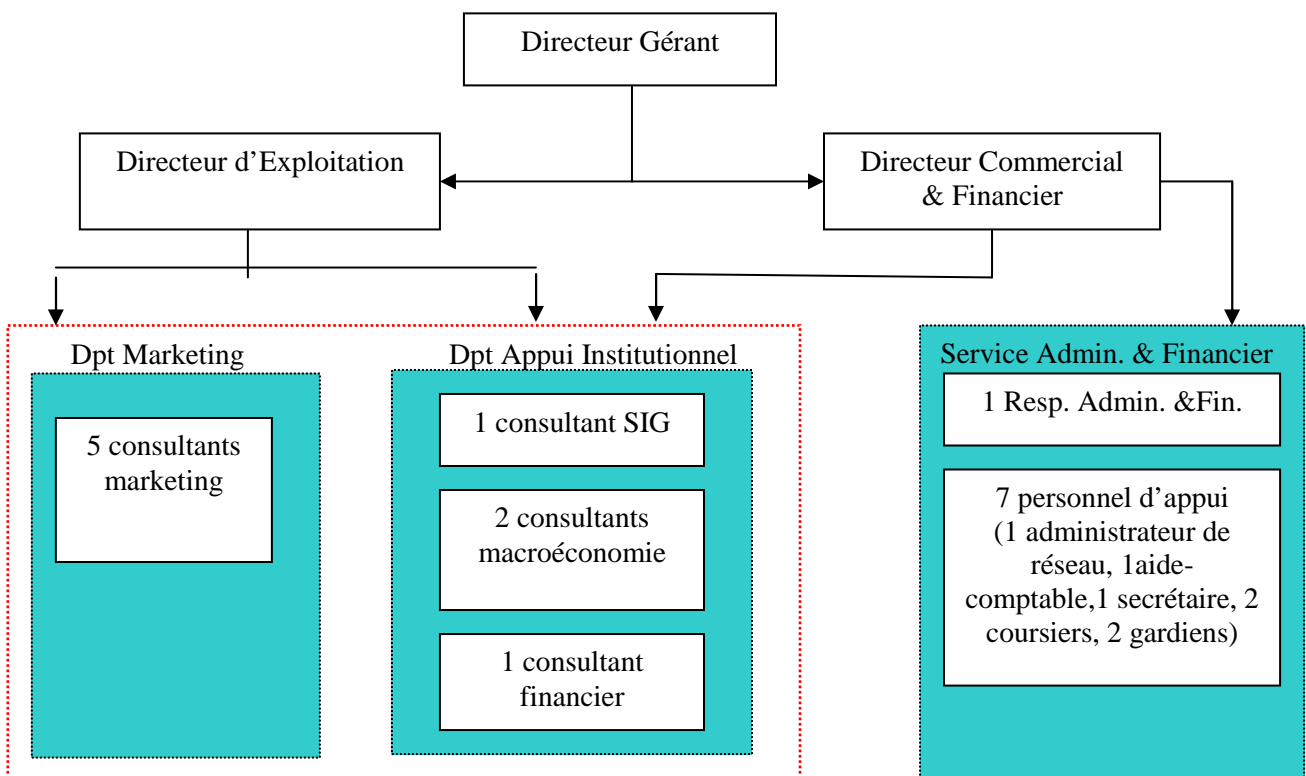 Directeur Gérant
Directeur d’Exploitation
Directeur Commercial
& Financier
Dpt Marketing
5 consultants
marketing
Dpt Appui Institutionnel
1 consultant SIG
2 consultants
macroéconomie
1 consultant
financier
Service Admin. & Financier
1 Resp. Admin. &Fin.
7 personnel d’appui
(1 administrateur de
réseau, 1aide-
comptable,1 secrétaire, 2
coursiers, 2 gardiens)